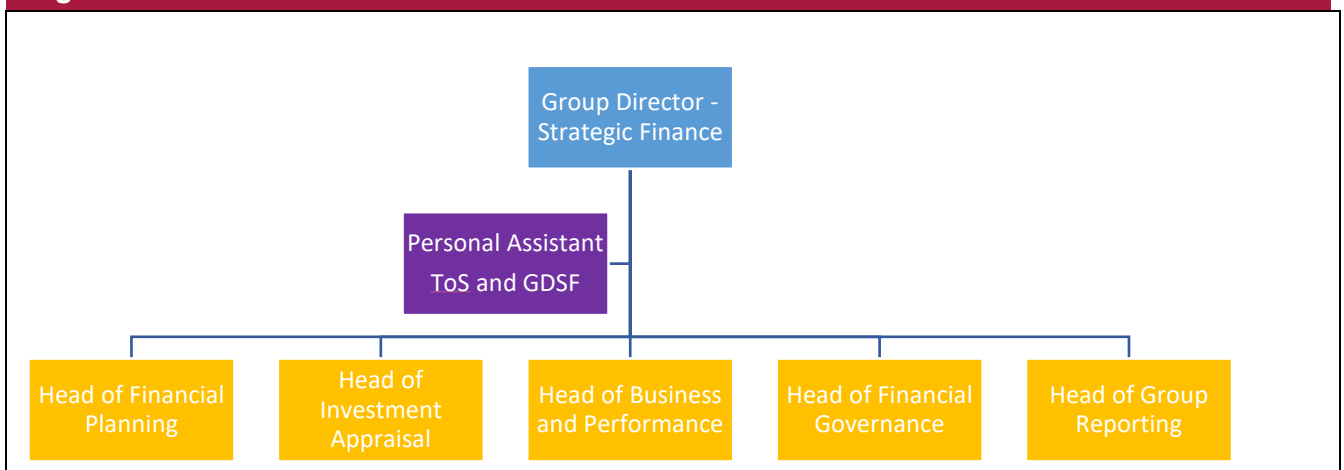 Group Director -
Strategic Finance
Personal Assistant
ToS and GDSF
Head of Financial
Planning
Head of
Investment
Appraisal
Head of Business
and Performance
Head of Financial
Governance
Head of Group
Reporting